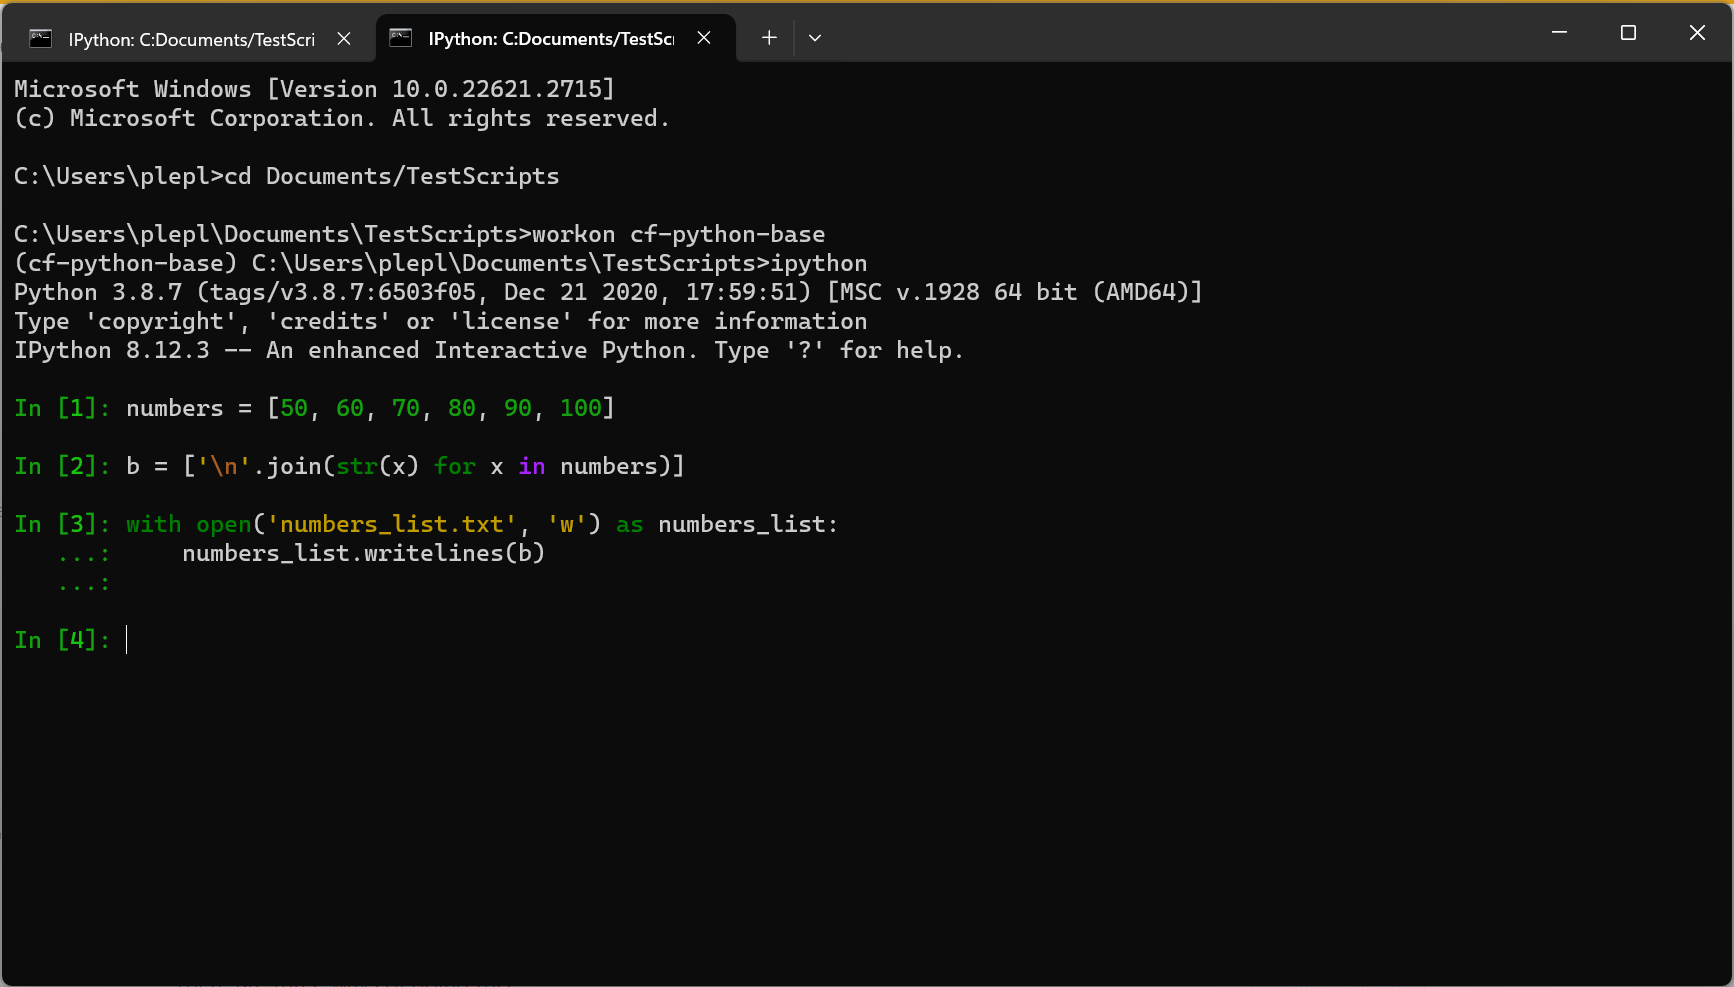 IPython: C:Documents/TestScri
IPython: C:Documents/TestSc
Microsoft Windows [Version 10.0.22621.2715]
(c) Microsoft Corporation. All rights reserved.
C:\Users\plepl>cd Documents/TestScripts
C:\Users\plepl\Documents\TestScripts>workon cf-python-base
(cf-python-base) C:\Users\plepl\Documents\TestScripts>ipython
Python 3.8.7 (tags/v3.8.7:6503f05, Dec 21 2020, 17:59:51) [MSC v.1928 64 bit (AMD64)]
Type 'copyright', 'credits' or 'license' for more information
IPython 8.12.3 -- An enhanced Interactive Python. Type '?' for help.
In [1]: numbers = [50, 60, 70, 80, 90, 100]
In [2]: b = ['\n'.join(str(x) for x in numbers)]
In [3]: with open('numbers_list.txt', 'w') as numbers_list:
   ...:     numbers_list.writelines(b)
   ...:
In [4]: